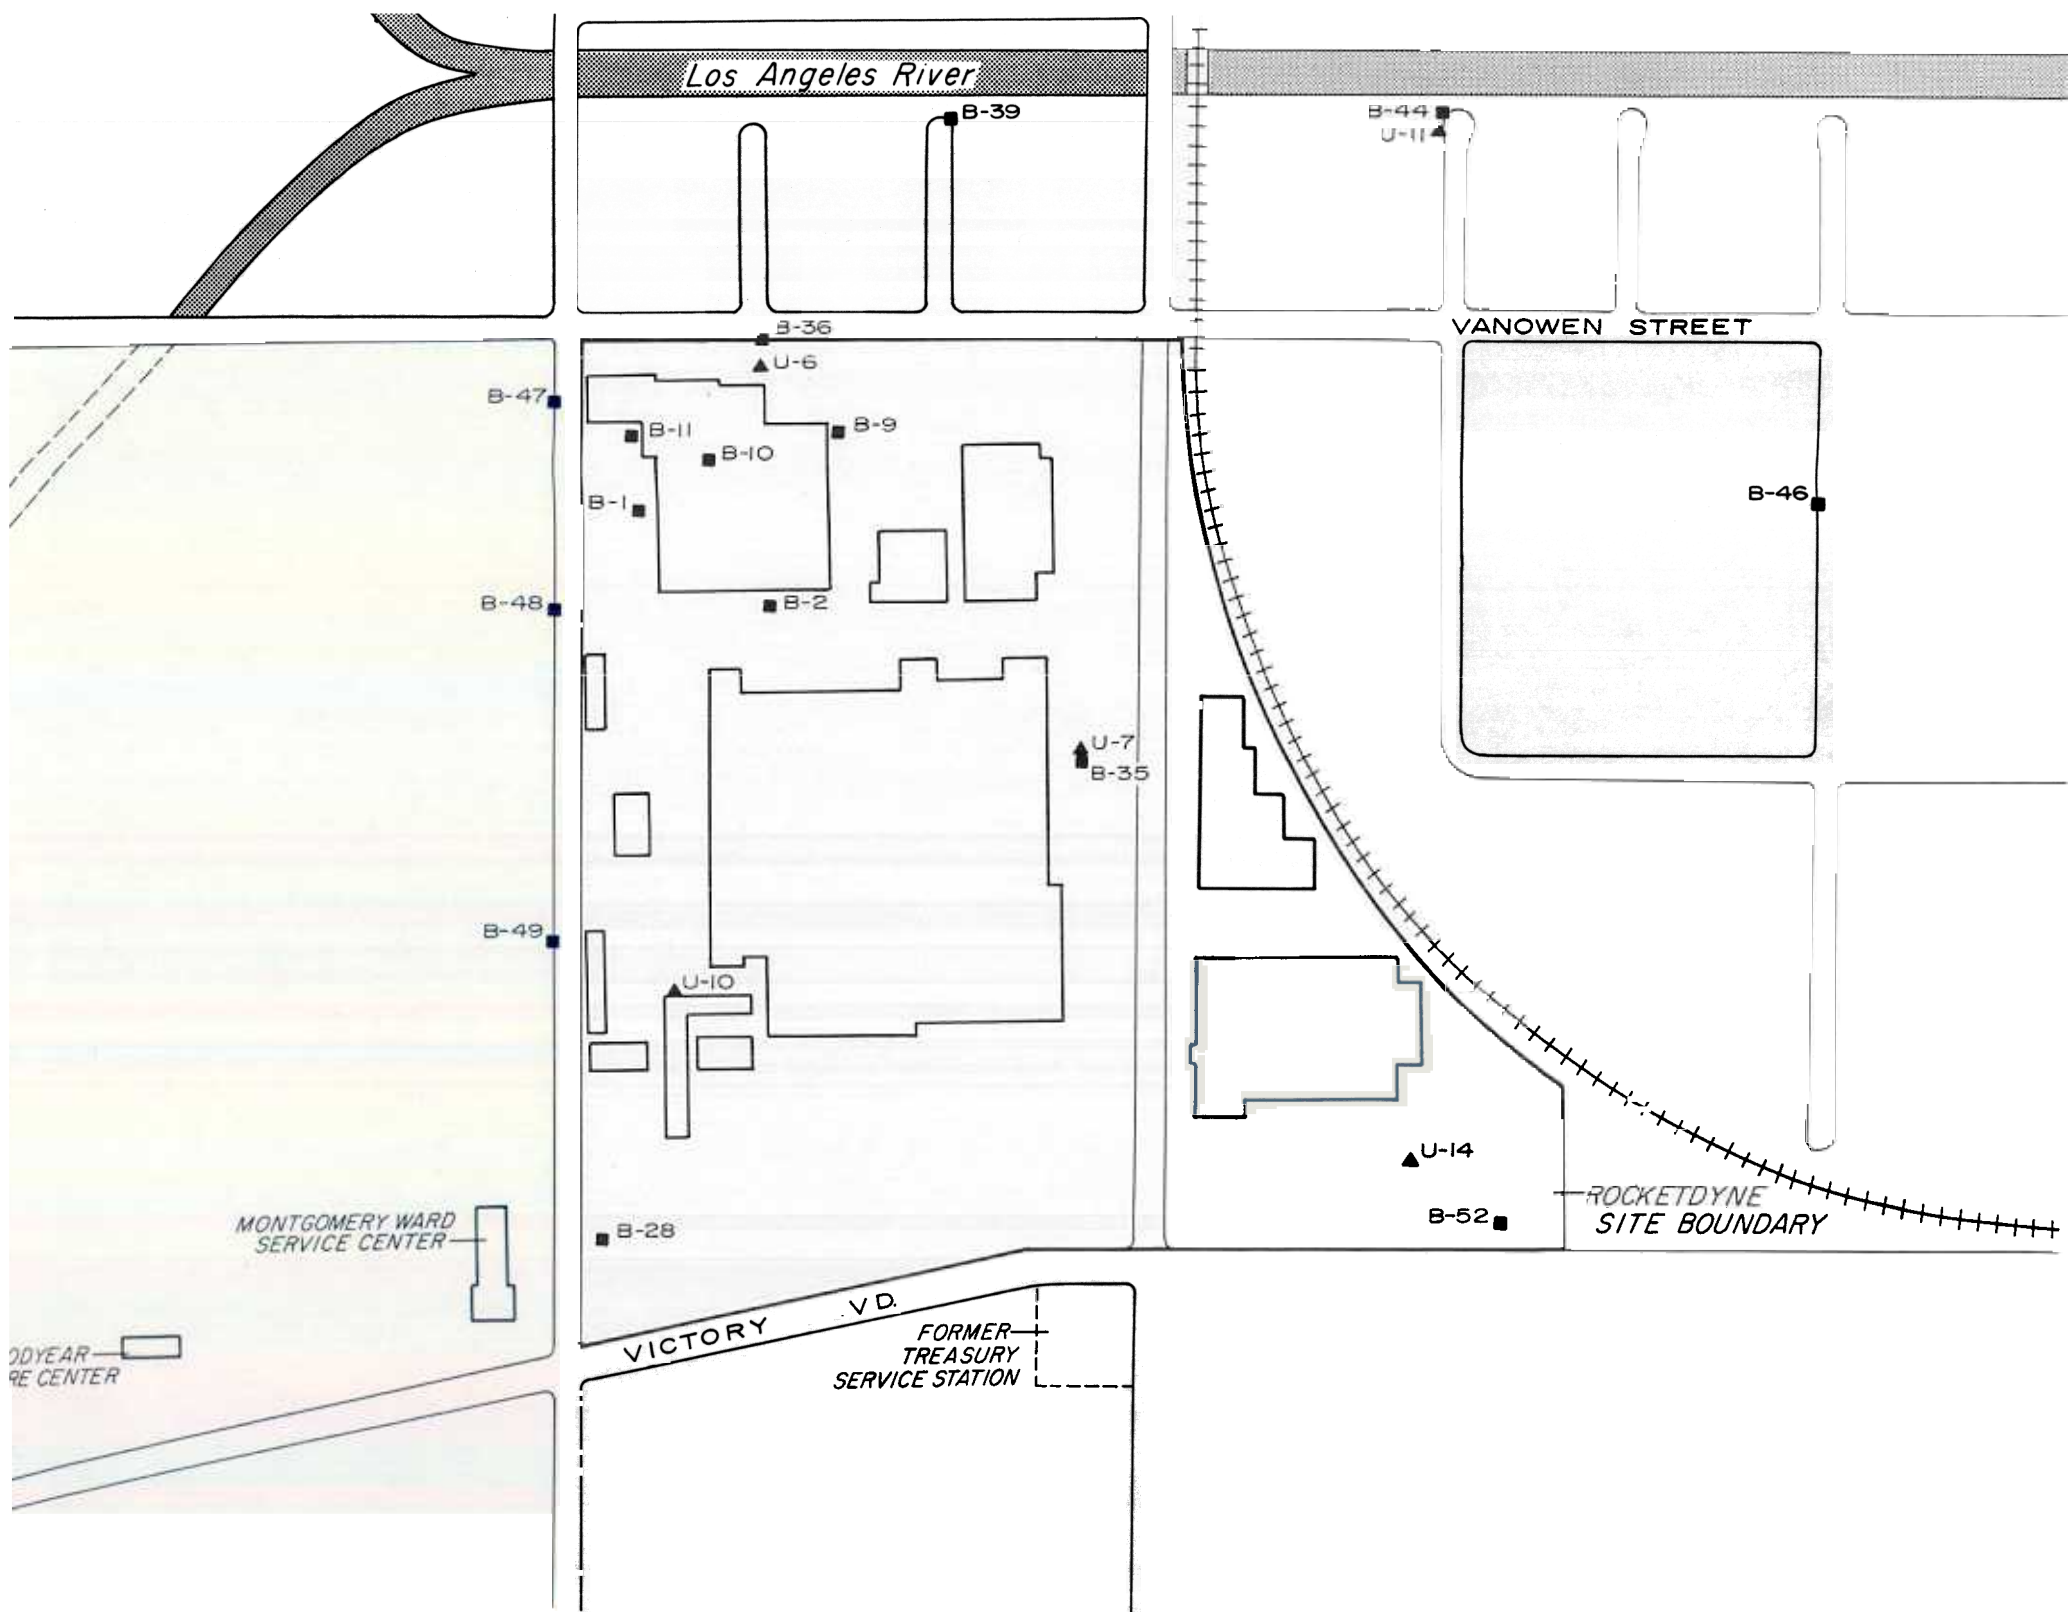 Los Angeles River
B-39
B-44
U-11
VANOWEN STREET
B-36
U-6
B-47
B-11
B-9
B-10
B-46
B-1
B-48
B-2
U-7
B-35
B-49
U-10
U-14
ROCKETDYNE
SITE BOUNDARY
B-52
MONTGOMERY WARD
SERVICE CENTER
B-28
VICTORY VD.
FORMER
TREASURY
SERVICE STATION
ODYEAR
RE CENTER